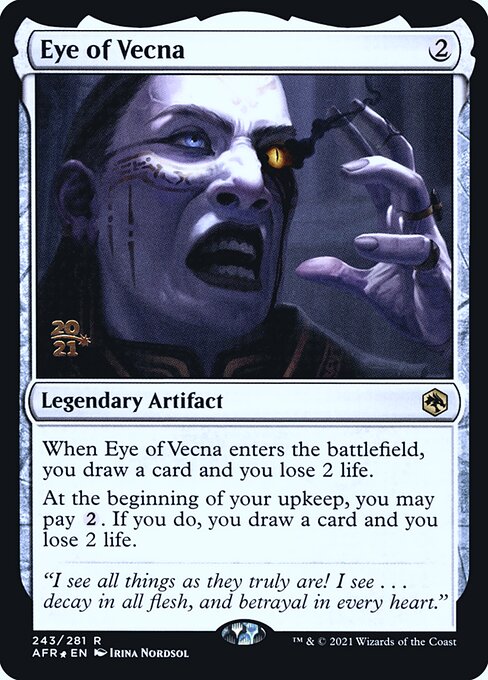 Eye of Vecna 2
20
21
Legendary Artifact
When Eye of Vecna enters the battlefield,
you draw a card and you lose 2 life.
At the beginning of your upkeep, you may
pay 2. If you do, you draw a card and you
lose 2 life.
“I see all things as they truly are! I see . . .
decay in all flesh, and betrayal in every heart.”
243/281 R
™ & © 2021 Wizards of the Coast
AFR★EN Irina Nordsol